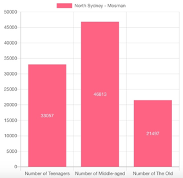 North Sydney - Mosman
50000
45000
40000
35000
30000
25000
20000
15000
10000
5000
0
Number of Teenagers
Number of Middle-aged
Number of The Old